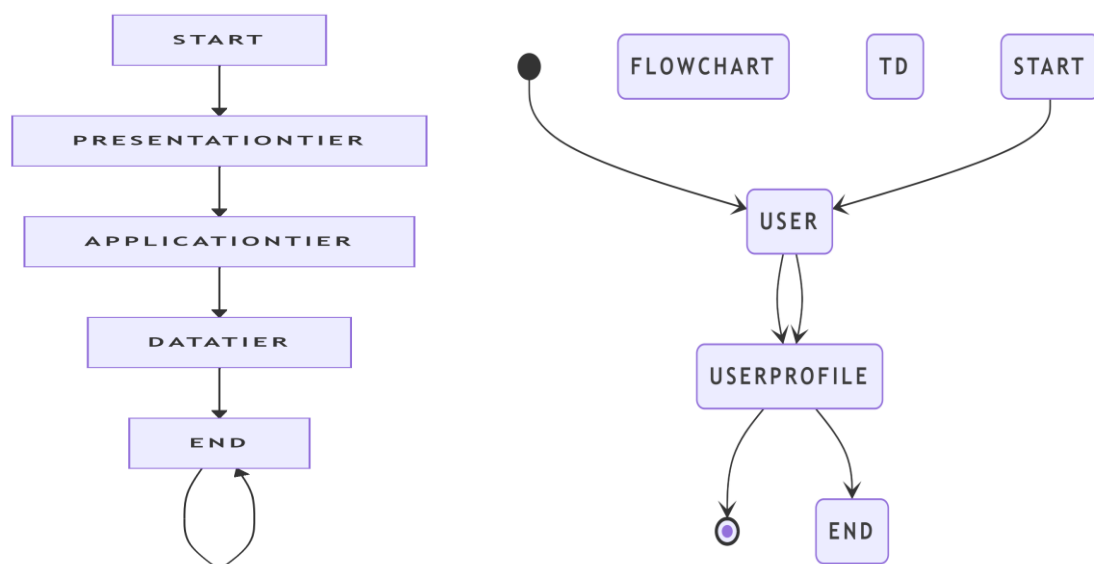 START
PRESENTATIONTIER
APPLICATIONTIER
DATATIER
END
FLOWCHART
TD
START
USER
USERPROFILE
END